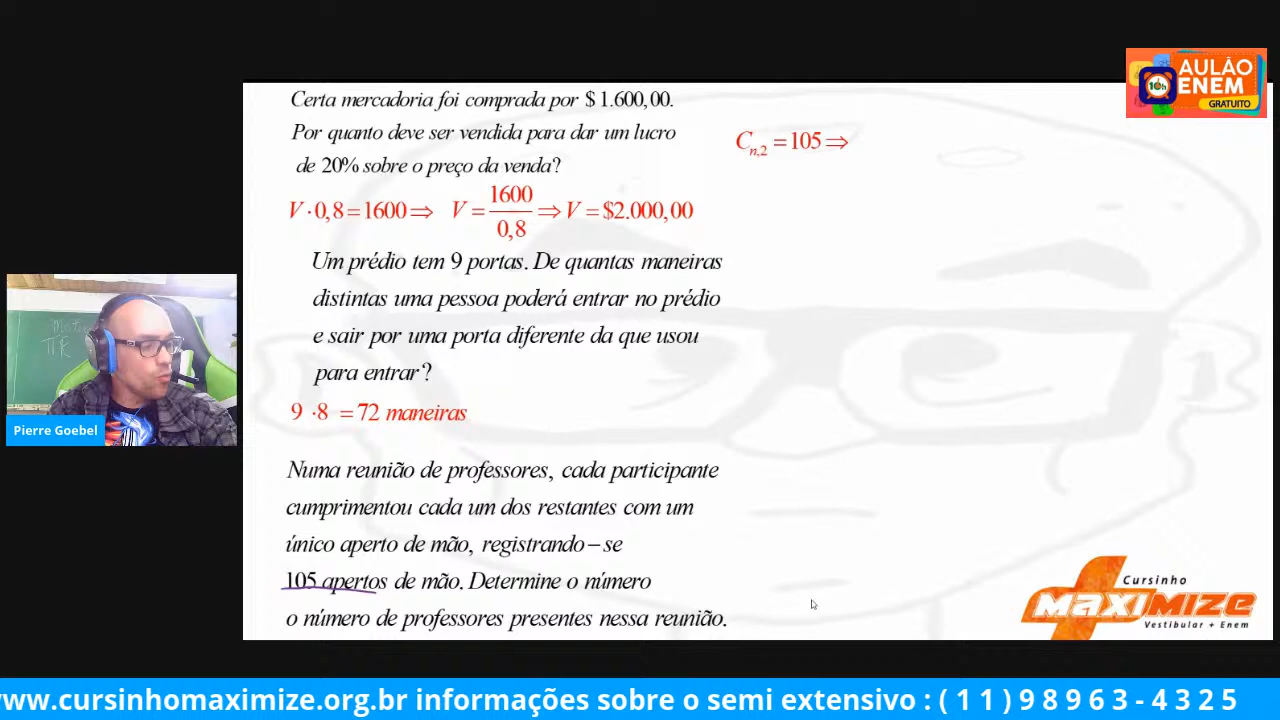 AULÃO
ENEM
10h
GRATUITO
Certa mercadoria foi comprada por $ 1.600,00.
Por quanto deve ser vendida para dar um lucro
de 20% sobre o preço da venda?
V·0,8=1600⇒ V=1600/0,8⇒V=$2.000,00
Um prédio tem 9 portas. De quantas maneiras
distintas uma pessoa poderá entrar no prédio
e sair por uma porta diferente da que usou
para entrar?
9 ·8 =72 maneiras
Numa reunião de professores, cada participante
cumprimentou cada um dos restantes com um
único aperto de mão, registrando–se
105 apertos de mão. Determine o número
o número de professores presentes nessa reunião.
C n,2 =105⇒
Pierre Goebel
Cursinho
MAXIMIZE
Vestibular + Enem
www.cursinhomaximize.org.br informações sobre o semi extensivo : ( 1 1 ) 9 8 9 6 3 - 4 3 2 5